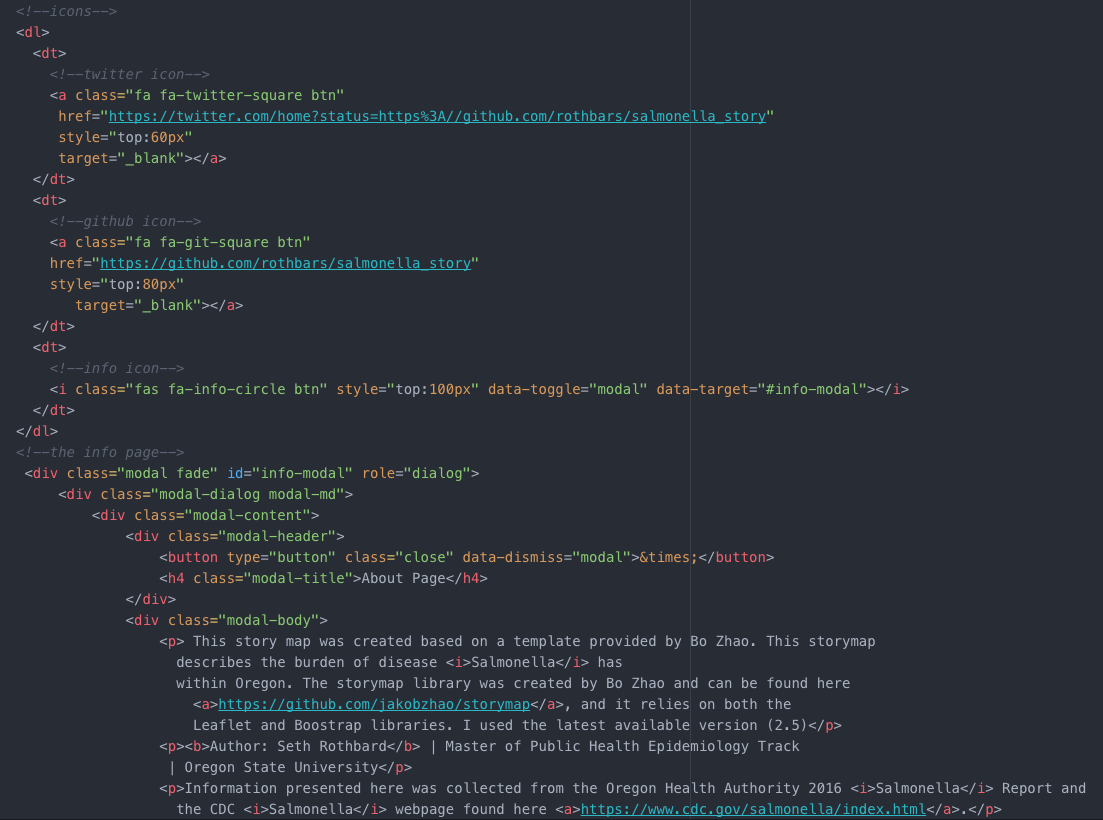 <!--icons-->
<dl>
<dt>
<!--twitter icon-->
<a class="fa fa-twitter-square btn"
href="https://twitter.com/home?status=https%3A//github.com/rothbars/salmonella_story"
style="top:60px"
target="_blank"></a>
</dt>
<dt>
<!--github icon-->
<a class="fa fa-git-square btn"
href="https://github.com/rothbars/salmonella_story"
style="top:80px"
target="_blank"></a>
</dt>
<dt>
<!--info icon-->
<i class="fas fa-info-circle btn" style="top:100px" data-toggle="modal" data-target="#info-modal"></i>
</dt>
</dl>
<!--the info page-->
<div class="modal fade" id="info-modal" role="dialog">
<div class="modal-dialog modal-md">
<div class="modal-content">
<div class="modal-header">
<button type="button" class="close" data-dismiss="modal">&times;</button>
<h4 class="modal-title">About Page</h4>
</div>
<div class="modal-body">
<p> This story map was created based on a template provided by Bo Zhao. This storymap
describes the burden of disease <i>Salmonella</i> has
within Oregon. The storymap library was created by Bo Zhao and can be found here
<a>https://github.com/jakobzhao/storymap</a>, and it relies on both the
Leaflet and Boostrap libraries. I used the latest available version (2.5)</p>
<p><b>Author: Seth Rothbard</b> | Master of Public Health Epidemiology Track
| Oregon State University</p>
<p>Information presented here was collected from the Oregon Health Authority 2016 <i>Salmonella</i> Report and
the CDC <i>Salmonella</i> webpage found here <a>https://www.cdc.gov/salmonella/index.html</a>.</p>